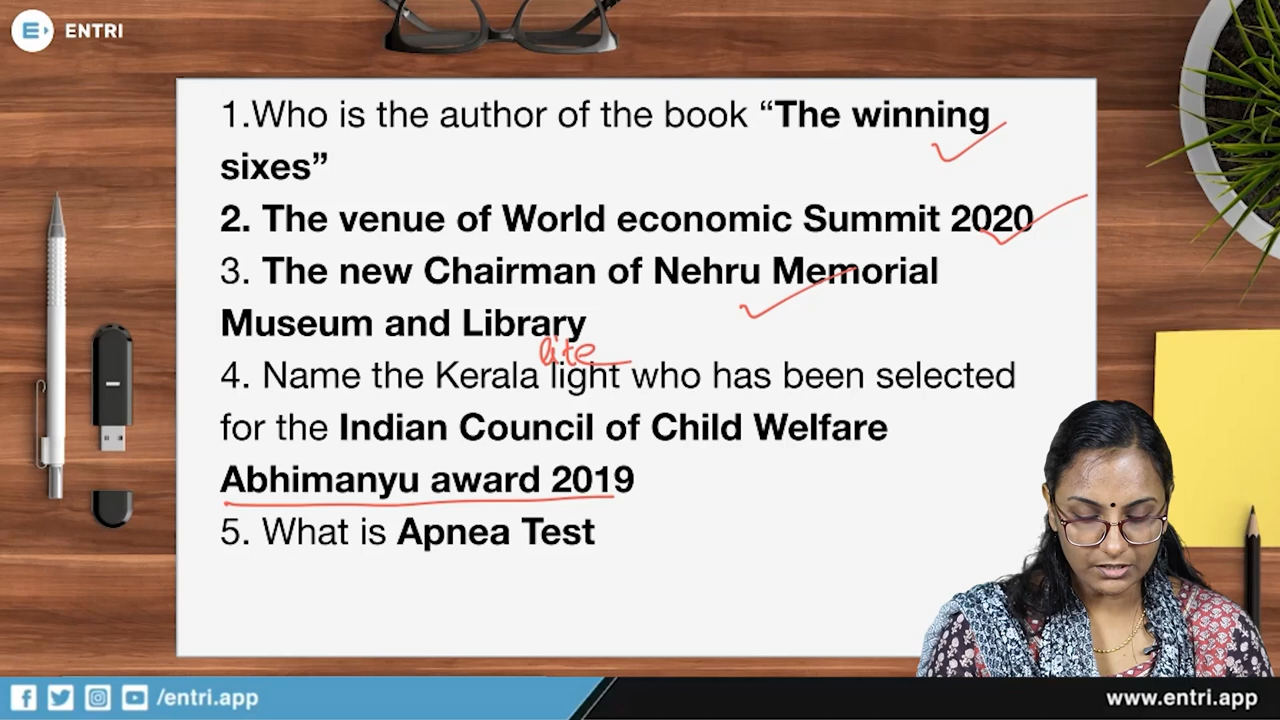 ENTRI
1.Who is the author of the book “The winning
sixes”
2. The venue of World economic Summit 2020
3. The new Chairman of Nehru Memorial
Museum and Library
lite
4. Name the Kerala light who has been selected
for the Indian Council of Child Welfare
Abhimanyu award 2019
5. What is Apnea Test
/entri.app
www.entri.app